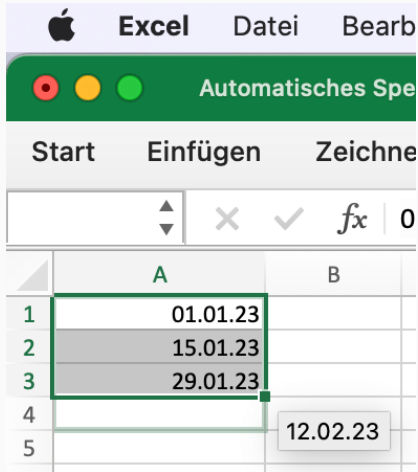 Excel Datei Bearb
Automatisches Spe
Start Einfügen Zeichne
fx 0
A B
1 01.01.23
2 15.01.23
3 29.01.23
4
12.02.23
5